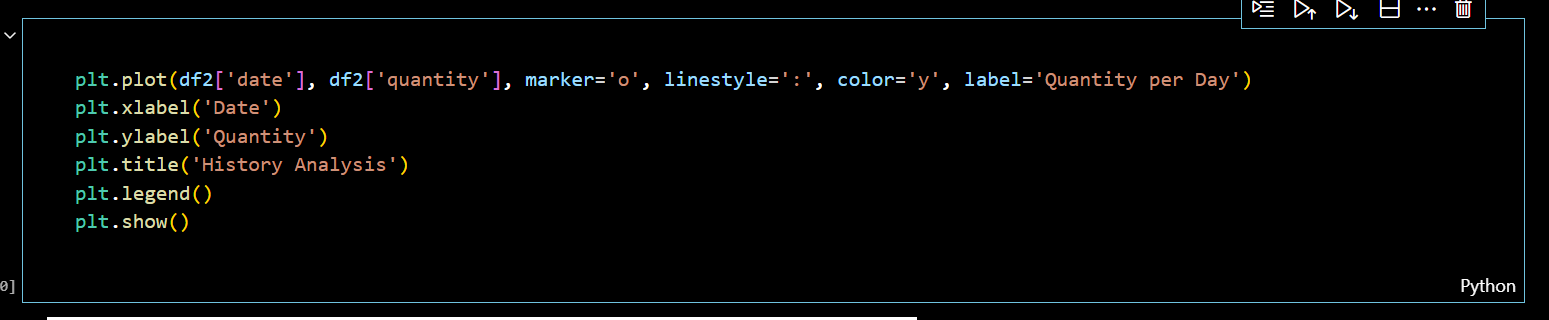 plt.plot(df2['date'], df2['quantity'], marker='o', linestyle=':', color='y', label='Quantity per Day')
plt.xlabel('Date')
plt.ylabel('Quantity')
plt.title('History Analysis')
plt.legend()
plt.show()
0]
Python